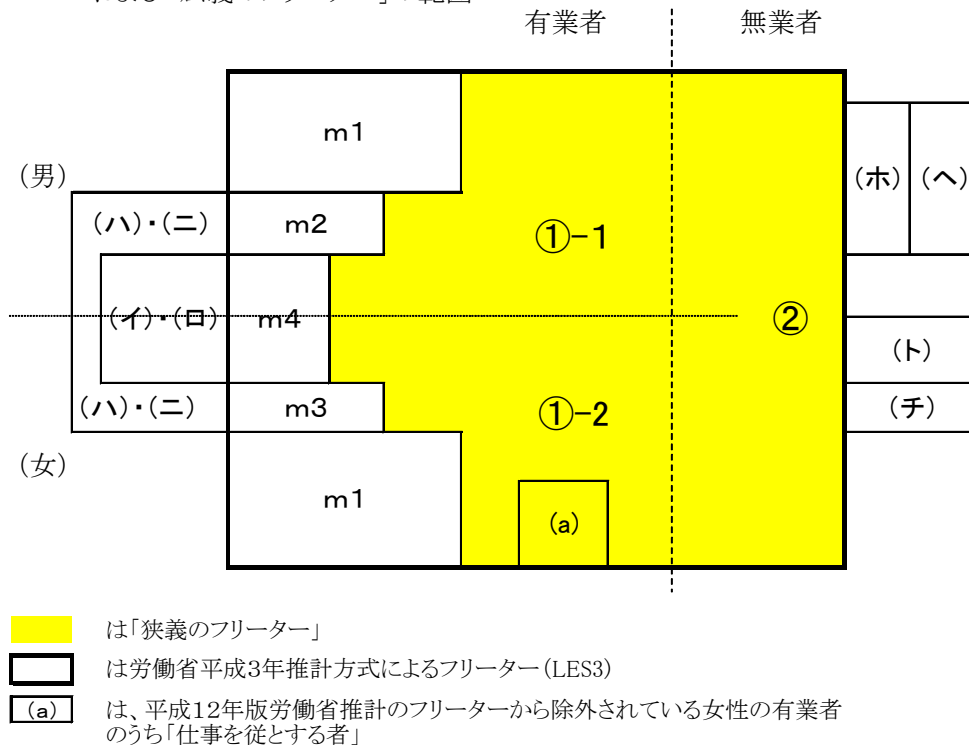 有業者 無業者
m1
(男)
(ホ) (ヘ)
(ハ)・(ニ) m2
①-1
(イ)・(ロ) m4
②
(ト)
(ハ)・(ニ) m3
①-2
(チ)
(女)
m1
(a)
は「狭義のフリーター」
は労働省平成3年推計方式によるフリーター(LES3)
(a) は、平成12年版労働省推計のフリーターから除外されている女性の有業者
のうち「仕事を従とする者」